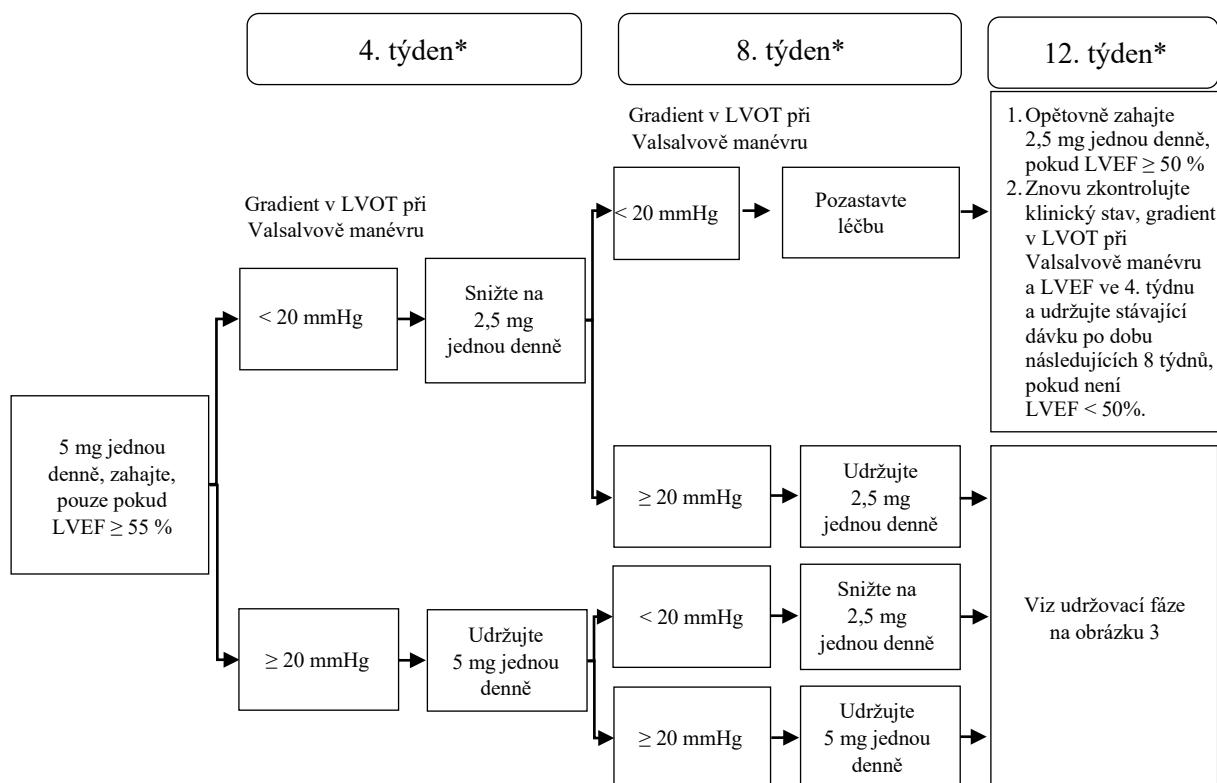 4. týden*
8. týden*
12. týden*
Gradient v LVOT při
Valsalvově manévru
< 20 mmHg
Snižte na
2,5 mg
jednou denně
Gradient v LVOT při
Valsalvově manévru
< 20 mmHg
Pozastavte
léčbu
1. Opětovně zahajte
2,5 mg jednou denně,
pokud LVEF ≥ 50 %
2. Znovu zkontrolujte
klinický stav, gradient
v LVOT při
Valsalvově manévru
a LVEF ve 4. týdnu
a udržujte stávající
dávku po dobu
následujících 8 týdnů,
pokud není
LVEF < 50%.
5 mg jednou
denně, zahajte,
pouze pokud
LVEF ≥ 55 %
≥ 20 mmHg
Udržujte
2,5 mg
jednou denně
≥ 20 mmHg
Udržujte
5 mg jednou
denně
< 20 mmHg
Snižte na
2,5 mg
jednou denně
≥ 20 mmHg
Udržujte
5 mg jednou
denně
Viz udržovací fáze
na obrázku 3